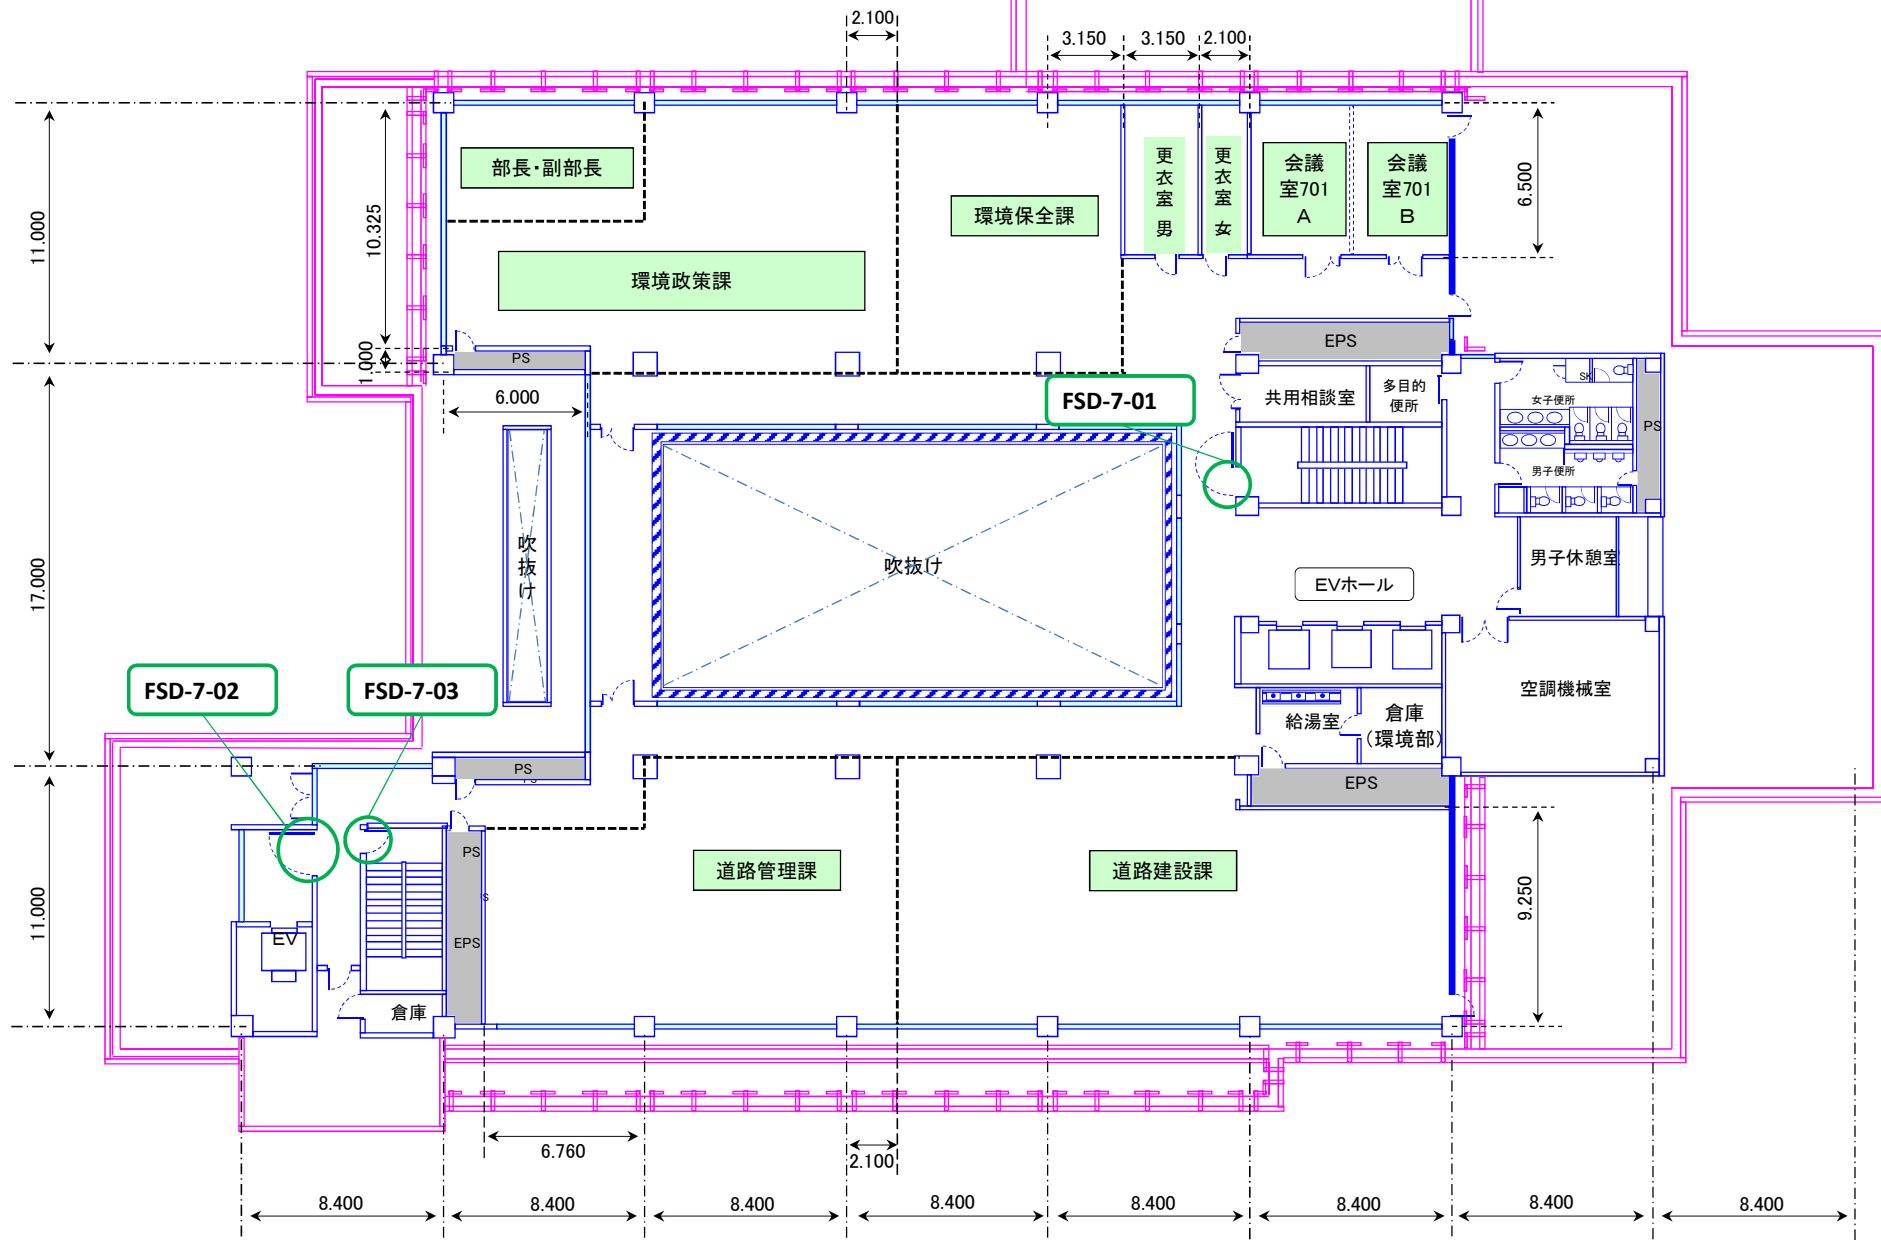 2.100
3.150
3.150
2.100
11.000
10.325
1.000
6.500
部長・副部長
環境保全課
環境政策課
更衣室 男
更衣室 女
会議
室701
A
会議
室701
B
PS
EPS
6.000
FSD-7-01
共用相談室
多目的
便所
SK
女子便所
PS
男子便所
17.000
吹抜け
吹抜け
EVホール
男子休憩室
FSD-7-02
FSD-7-03
空調機械室
給湯室
倉庫
（環境部）
PS
EPS
PS
道路管理課
道路建設課
11.000
9.250
EV
EPS
倉庫
6.760
2.100
8.400
8.400
8.400
8.400
8.400
8.400
8.400
8.400